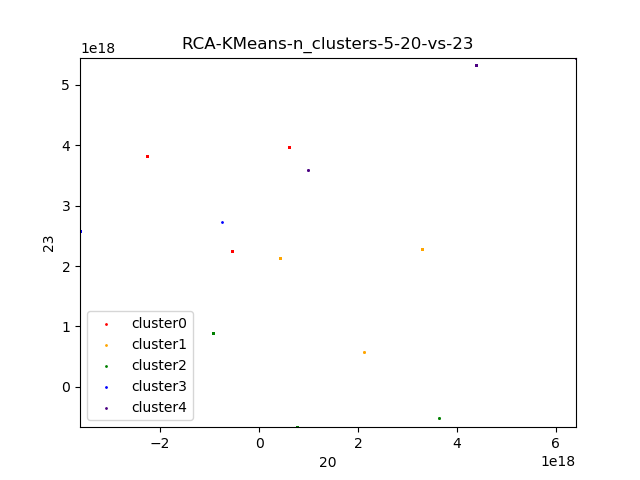 RCA-KMeans-n_clusters-5-20-vs-23
1e18
5
4
3
2
1
0
23
cluster0
cluster1
cluster2
cluster3
cluster4
−2 0 2 4 6
20
1e18